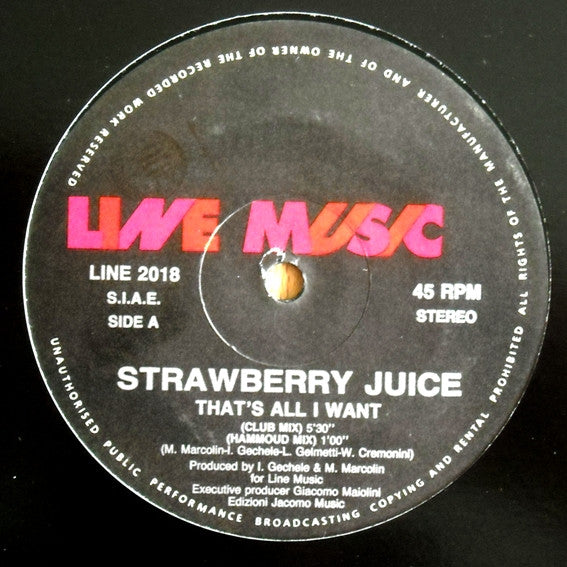 ALL RIGHTS OF THE MANUFACTURER AND OF THE OWNER OF THE RECORDED WORK RESERVED
LINE MUSIC
LINE 2018
S.I.A.E.
SIDE A
45 RPM
STEREO
STRAWBERRY JUICE
THAT'S ALL I WANT
(CLUB MIX) 5'30"
(HAMMOUD MIX) 1'00"
(M. Marcolin-I. Gechele-L. Gelmetti-W. Cremonini)
Produced by I. Gechele & M. Marcolin
for Line Music
Executive producer Giacomo Maiolini
Edizioni Jacomo Music
UNAUTHORISED PUBLIC PERFORMANCE BROADCASTING COPYING AND RENTAL PROHIBITED